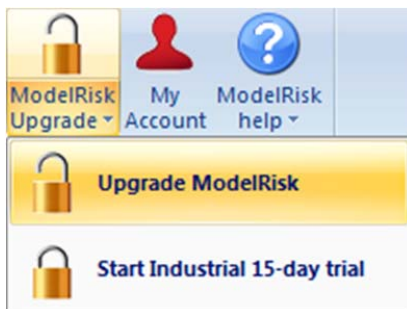 ModelRisk My ModelRisk
Upgrade Account help
Upgrade ModelRisk
Start Industrial 15-day trial